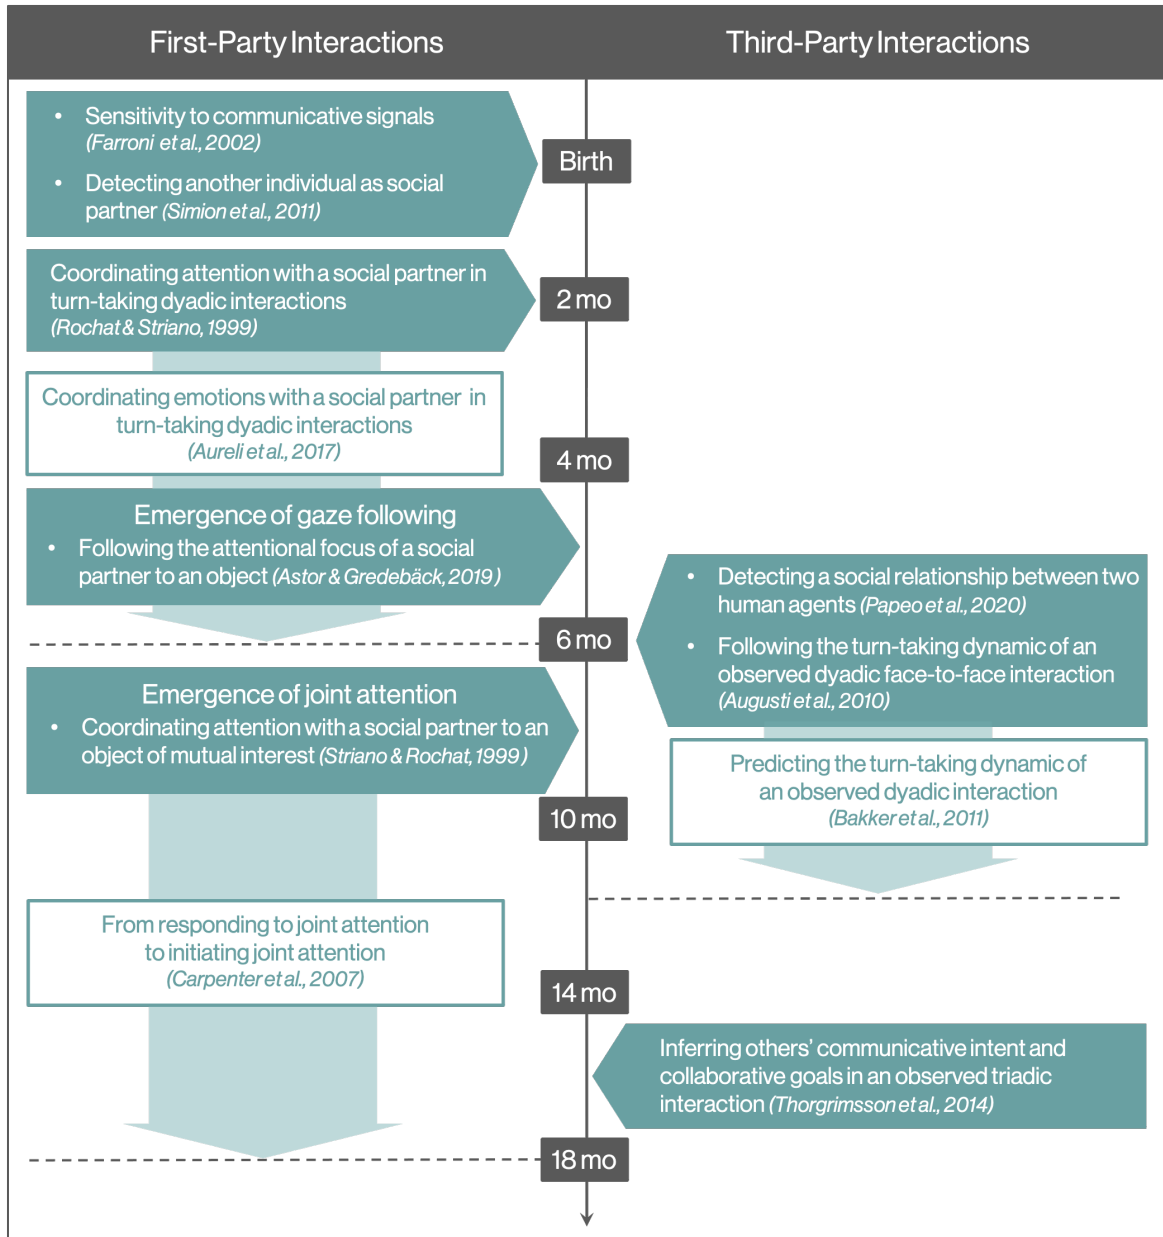 First-Party Interactions
Third-Party Interactions
• Sensitivity to communicative signals
(Farroni et al., 2002)
• Detecting another individual as social
partner (Simion et al., 2011)
Birth
Coordinating attention with a social partner in
turn-taking dyadic interactions
(Rochat & Striano, 1999)
2 mo
Coordinating emotions with a social partner in
turn-taking dyadic interactions
(Aureli et al., 2017)
4 mo
Emergence of gaze following
• Following the attentional focus of a social
partner to an object (Astor & Gredebäck, 2019)
• Detecting a social relationship between two
human agents (Papeo et al., 2020)
• Following the turn-taking dynamic of an
observed dyadic face-to-face interaction
(Augusti et al., 2010)
6 mo
Emergence of joint attention
• Coordinating attention with a social partner to an
object of mutual interest (Striano & Rochat, 1999)
Predicting the turn-taking dynamic of
an observed dyadic interaction
(Bakker et al., 2011)
10 mo
From responding to joint attention
to initiating joint attention
(Carpenter et al., 2007)
14 mo
Inferring others’ communicative intent and
collaborative goals in an observed triadic
interaction (Thorgrimsson et al., 2014)
18 mo